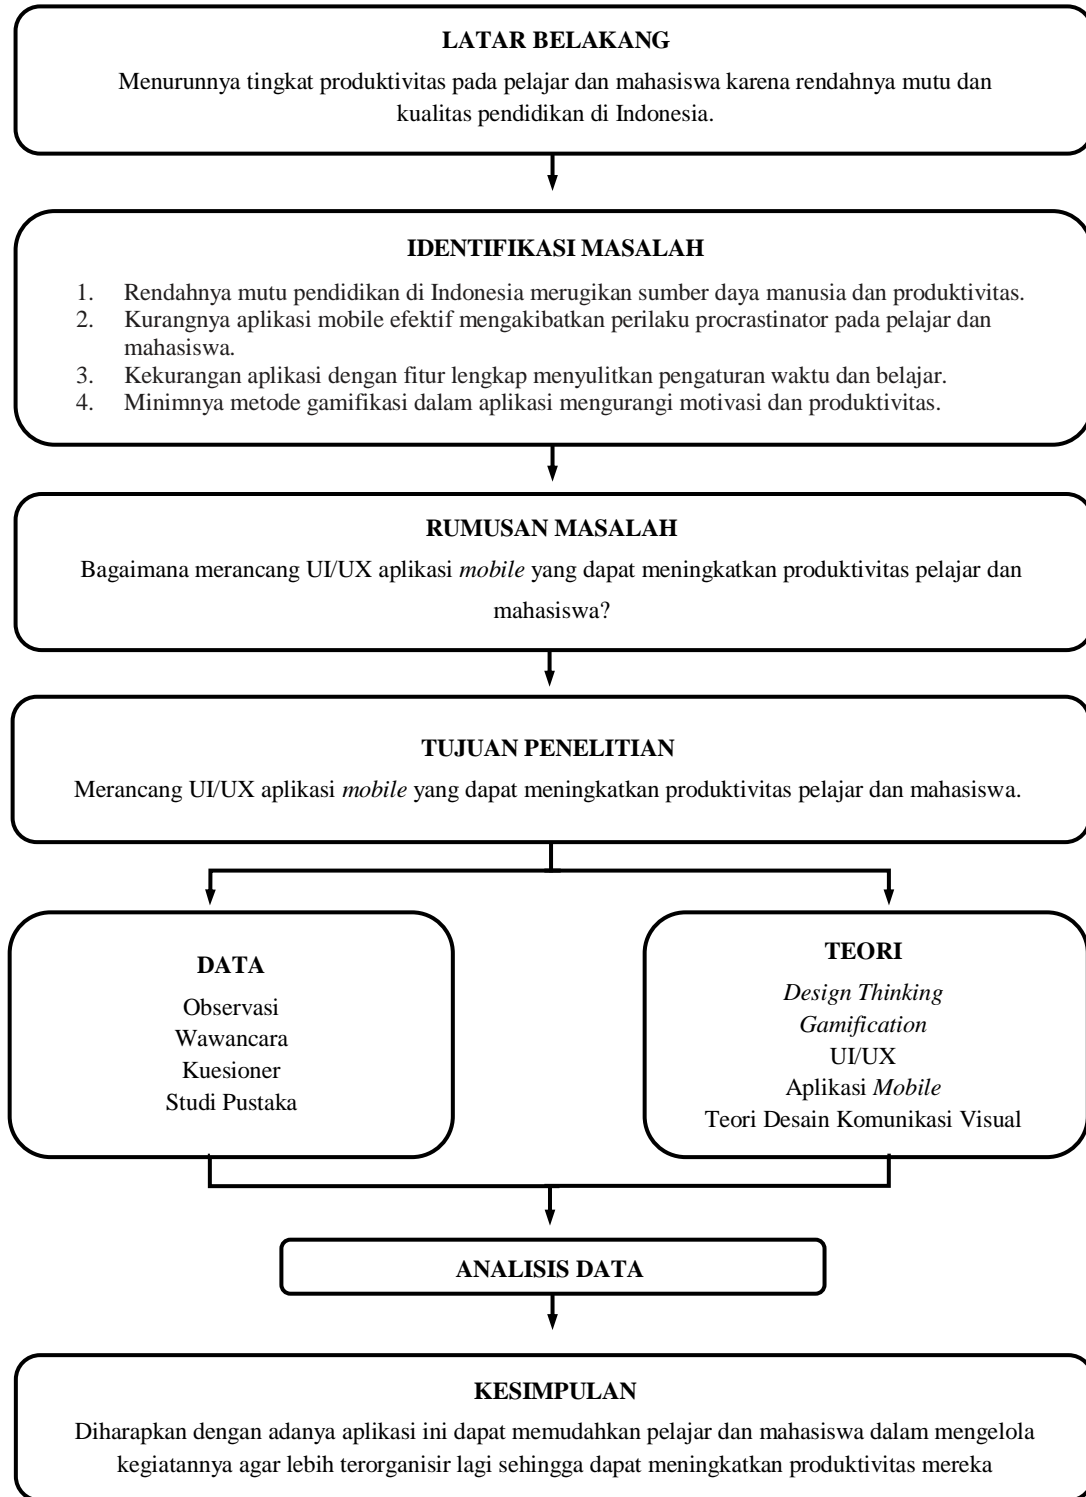 LATAR BELAKANG
Menurunnya tingkat produktivitas pada pelajar dan mahasiswa karena rendahnya mutu dan
kualitas pendidikan di Indonesia.
IDENTIFIKASI MASALAH
1. Rendahnya mutu pendidikan di Indonesia merugikan sumber daya manusia dan produktivitas.
2. Kurangnya aplikasi mobile efektif mengakibatkan perilaku procrastinator pada pelajar dan
mahasiswa.
3. Kekurangan aplikasi dengan fitur lengkap menyulitkan pengaturan waktu dan belajar.
4. Minimnya metode gamifikasi dalam aplikasi mengurangi motivasi dan produktivitas.
RUMUSAN MASALAH
Bagaimana merancang UI/UX aplikasi mobile yang dapat meningkatkan produktivitas pelajar dan
mahasiswa?
TUJUAN PENELITIAN
Merancang UI/UX aplikasi mobile yang dapat meningkatkan produktivitas pelajar dan mahasiswa.
DATA
Observasi
Wawancara
Kuesioner
Studi Pustaka
TEORI
Design Thinking
Gamification
UI/UX
Aplikasi Mobile
Teori Desain Komunikasi Visual
ANALISIS DATA
KESIMPULAN
Diharapkan dengan adanya aplikasi ini dapat memudahkan pelajar dan mahasiswa dalam mengelola
kegiatannya agar lebih terorganisir lagi sehingga dapat meningkatkan produktivitas mereka